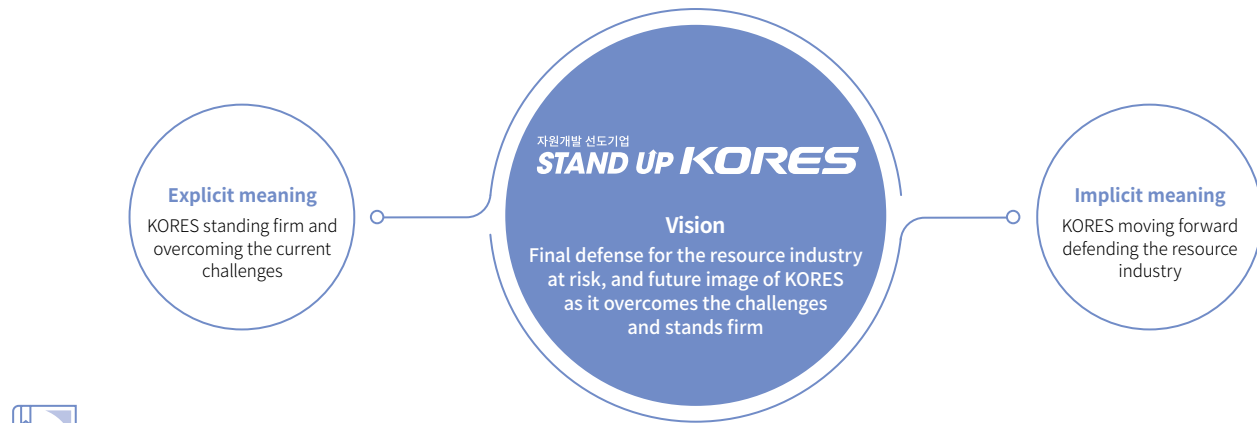 Explicit meaning
KORES standing firm and
overcoming the current
challenges
자원개발 선도기업
STAND UP KORES
Vision
Final defense for the resource industry
at risk, and future image of KORES
as it overcomes the challenges
and stands firm
Implicit meaning
KORES moving forward
defending the resource
industry